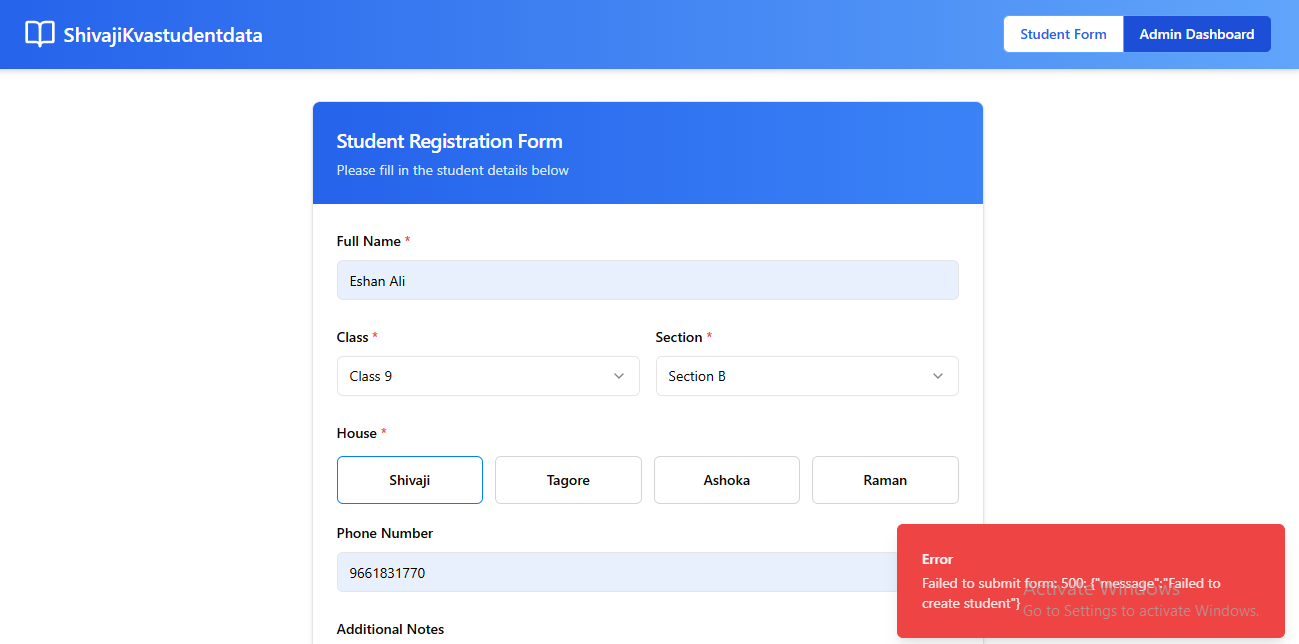 ShivajiKvastudentdata
Student Form Admin Dashboard
Student Registration Form
Please fill in the student details below
Full Name *
Eshan Ali
Class * Section *
Class 9 Section B
House *
Shivaji Tagore Ashoka Raman
Phone Number
9661831770
Additional Notes
Error
Failed to submit form: 500: {"message":"Failed to
create student"}
Activate Windows
Go to Settings to activate Windows.